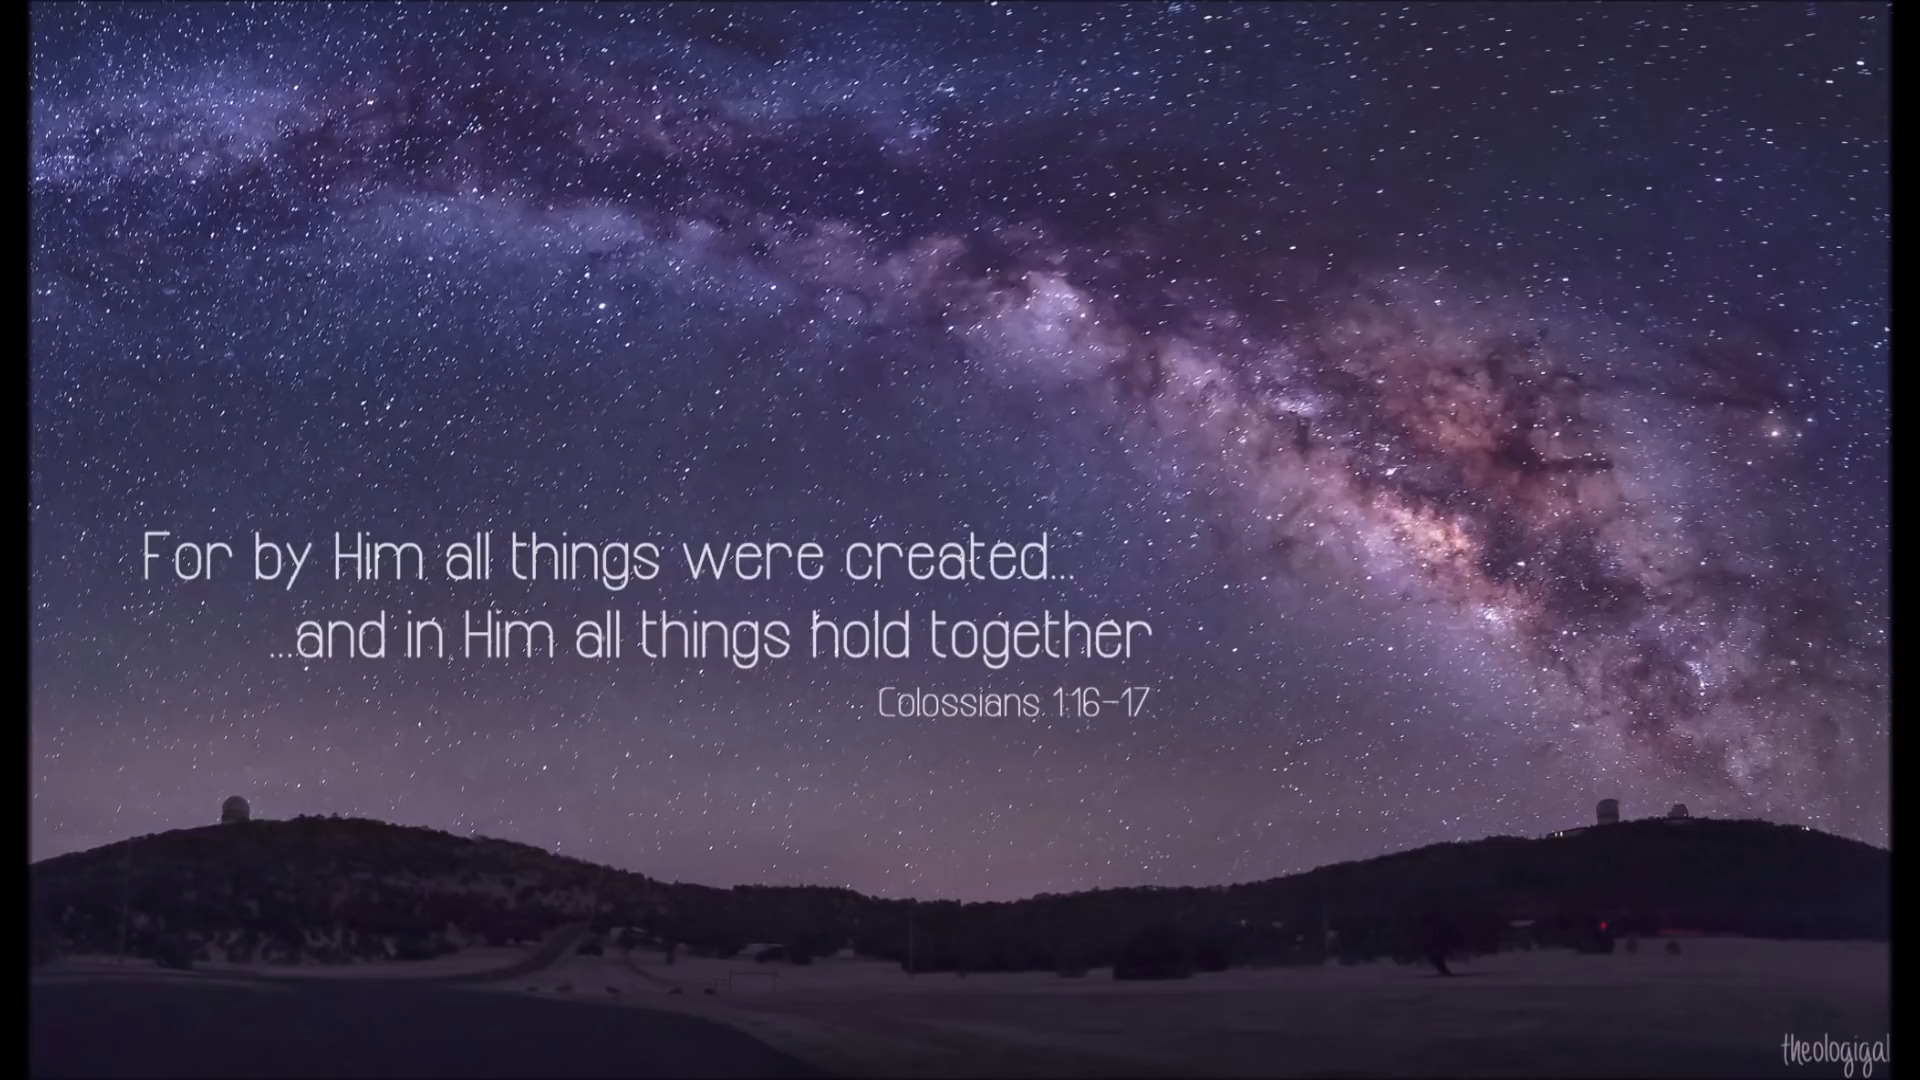 For by Him all things were created...
...and in Him all things hold together
Colossians 1:16-17
theologigal